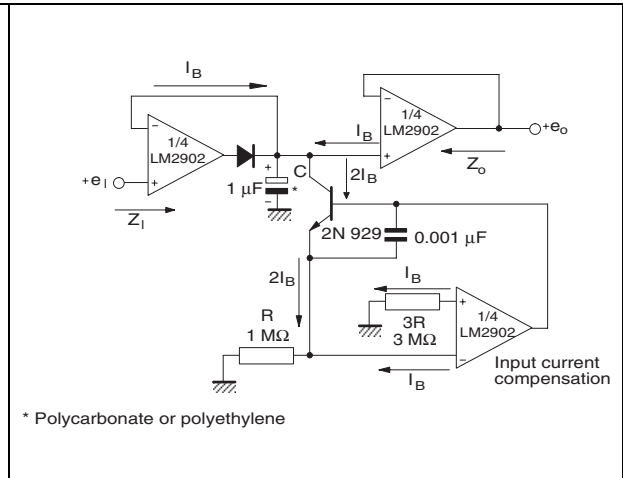 I_B
1/4
LM2902
+e_I
Z_I
1 μF
+
*
−
C
I_B
2I_B
1/4
LM2902
+e_o
Z_o
2N 929
0.001 μF
2I_B
R
1 MΩ
I_B
3R
3 MΩ
1/4
LM2902
I_B
Input current
compensation
* Polycarbonate or polyethylene